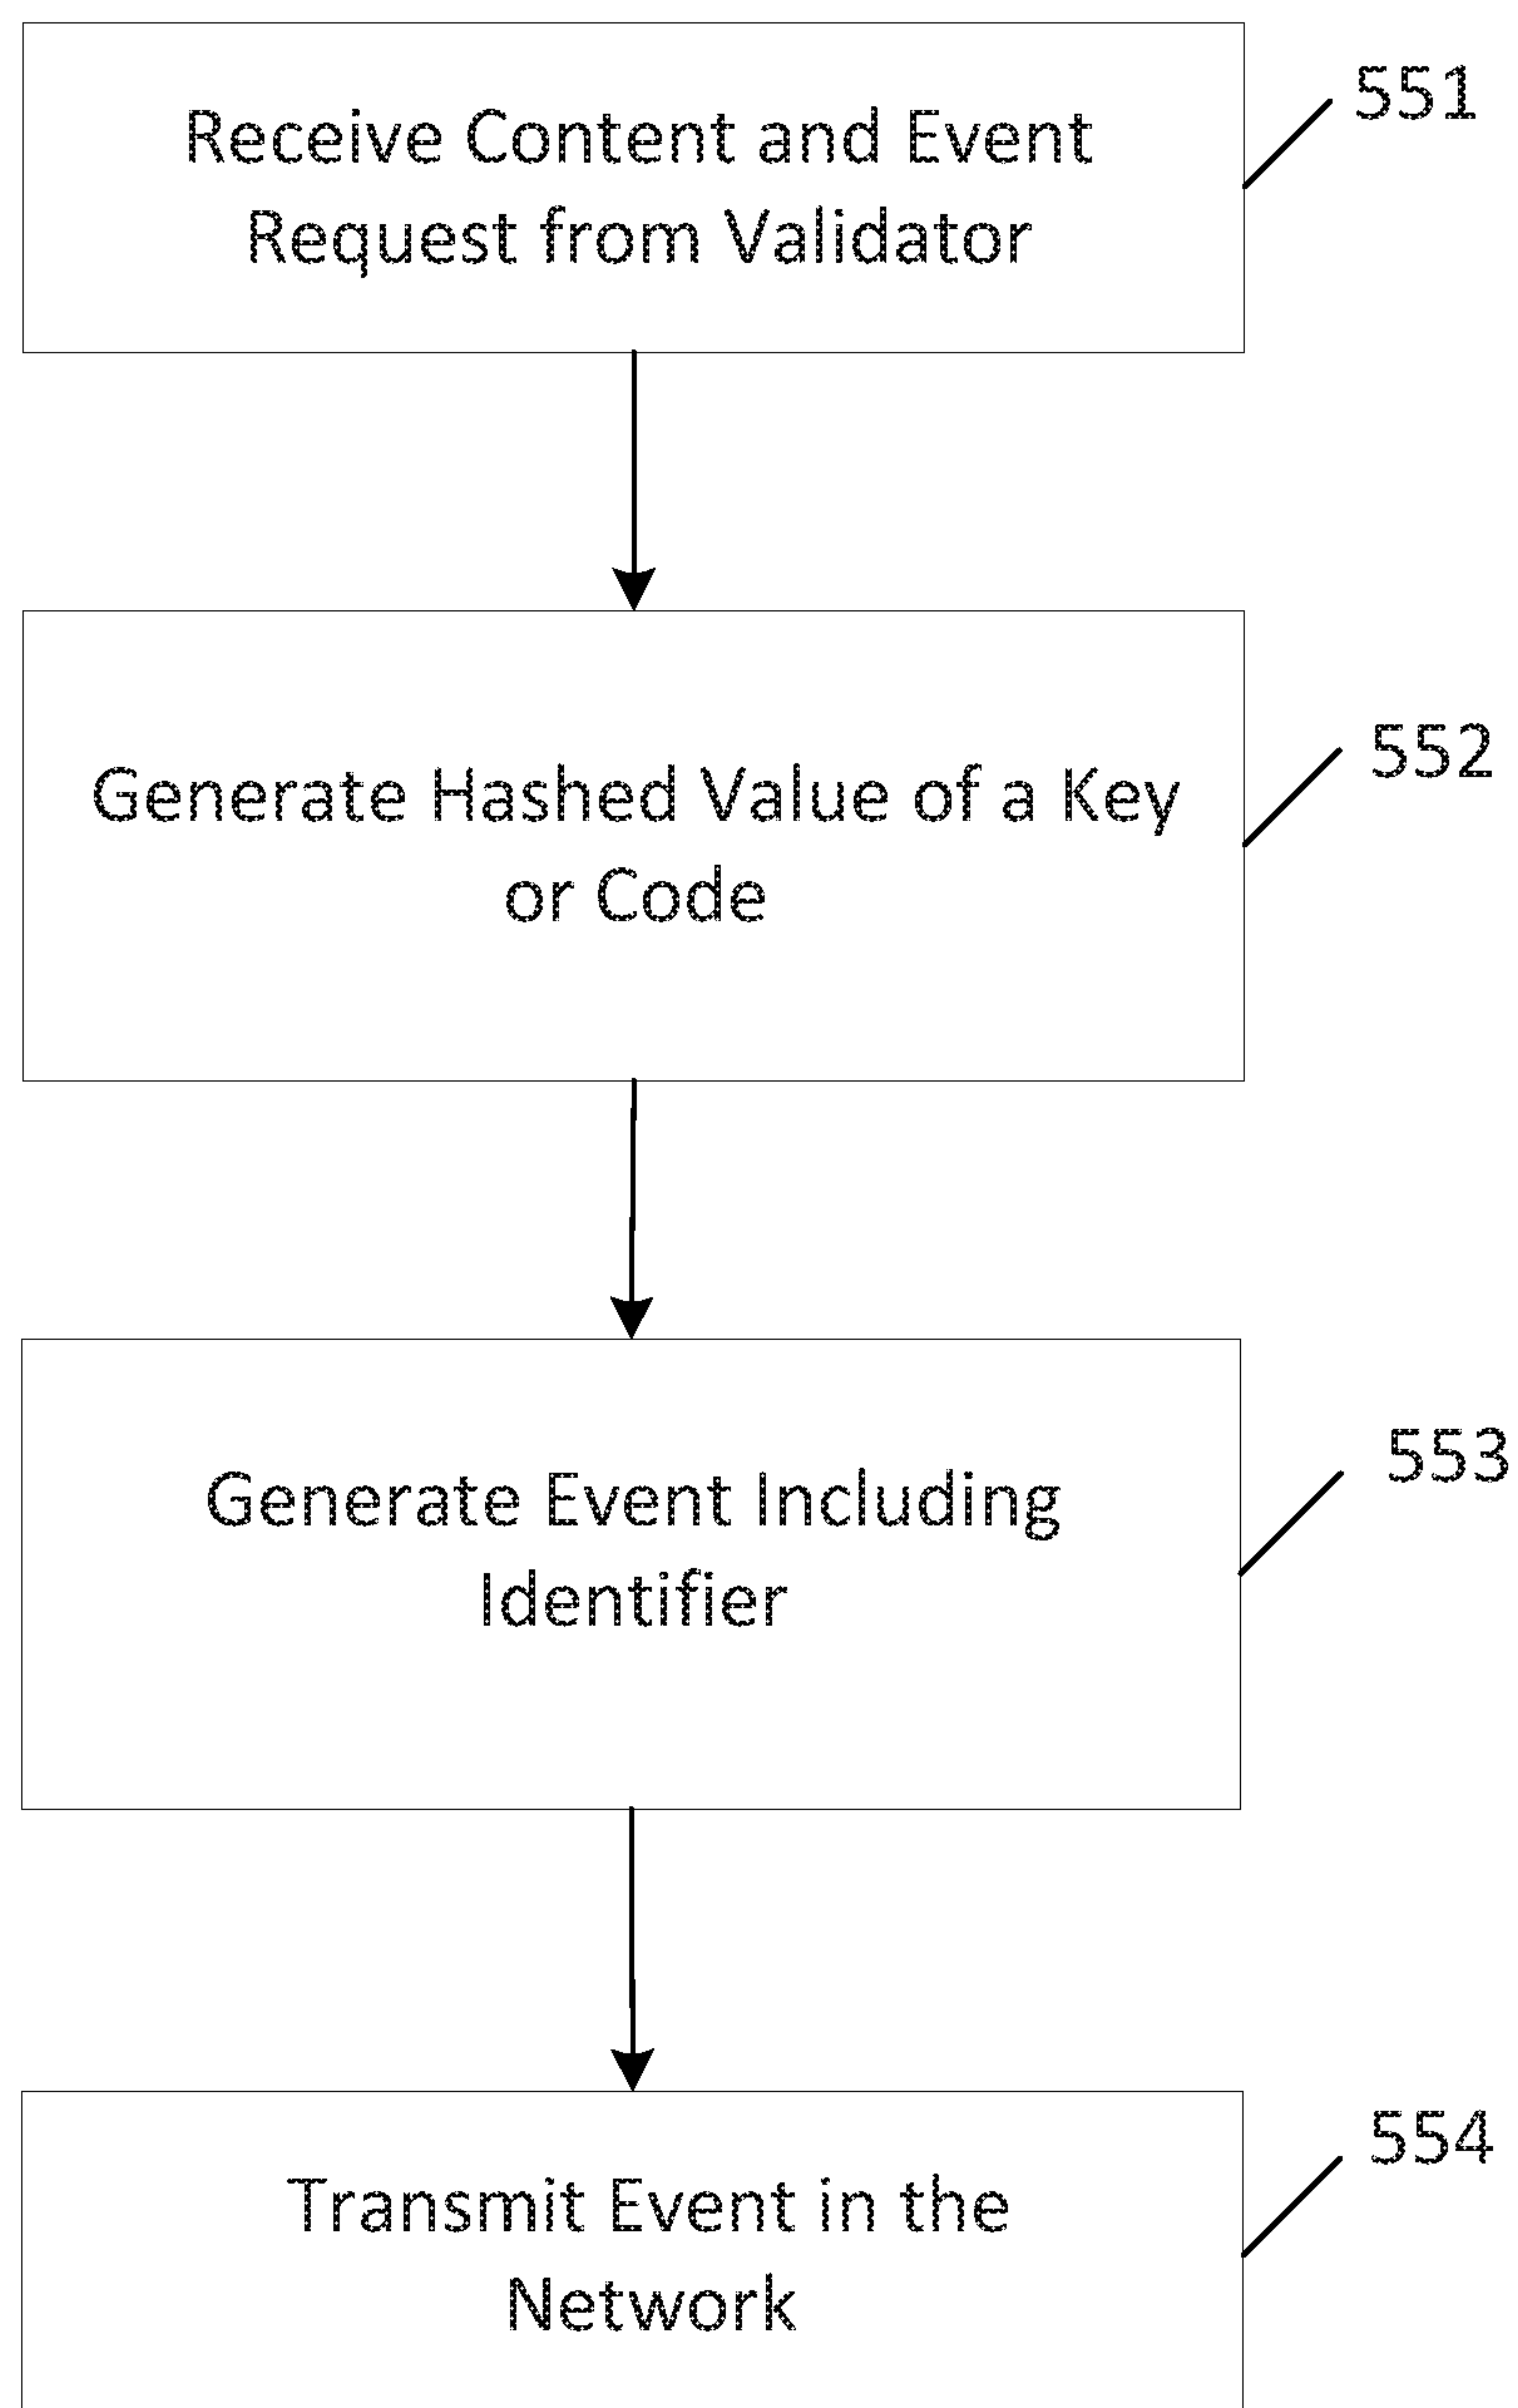 551
Receive Content and Event
Request from Validator
552
Generate Hashed Value of a Key
or Code
553
Generate Event Including
Identifier
554
Transmit Event in the
Network